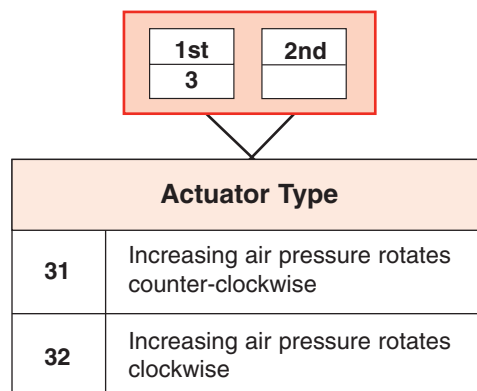 1st
2nd
3
Actuator Type
31
Increasing air pressure rotates
counter-clockwise
32
Increasing air pressure rotates
clockwise